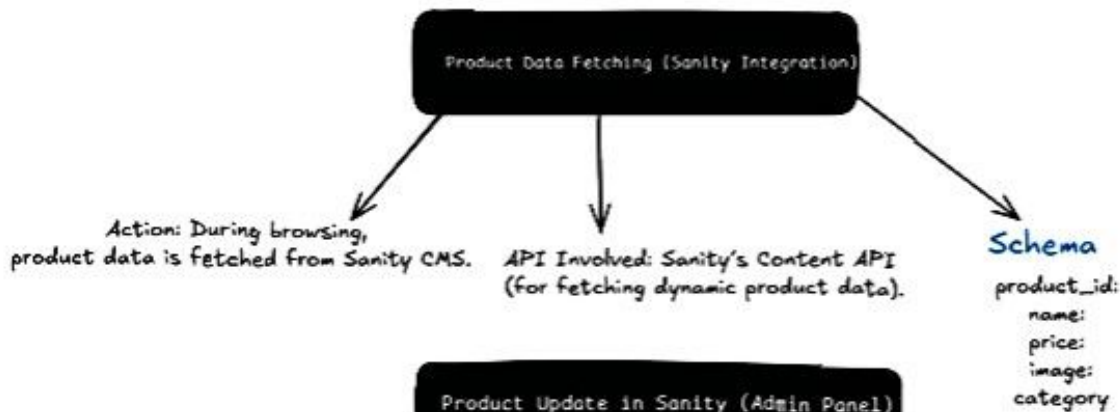 Product Data Fetching (Sanity Integration)
Action: During browsing,
product data is fetched from Sanity CMS.
API Involved: Sanity's Content API
(for fetching dynamic product data).
Schema
product_id:
name:
price:
image:
category
Product Update in Sanity (Admin Panel)